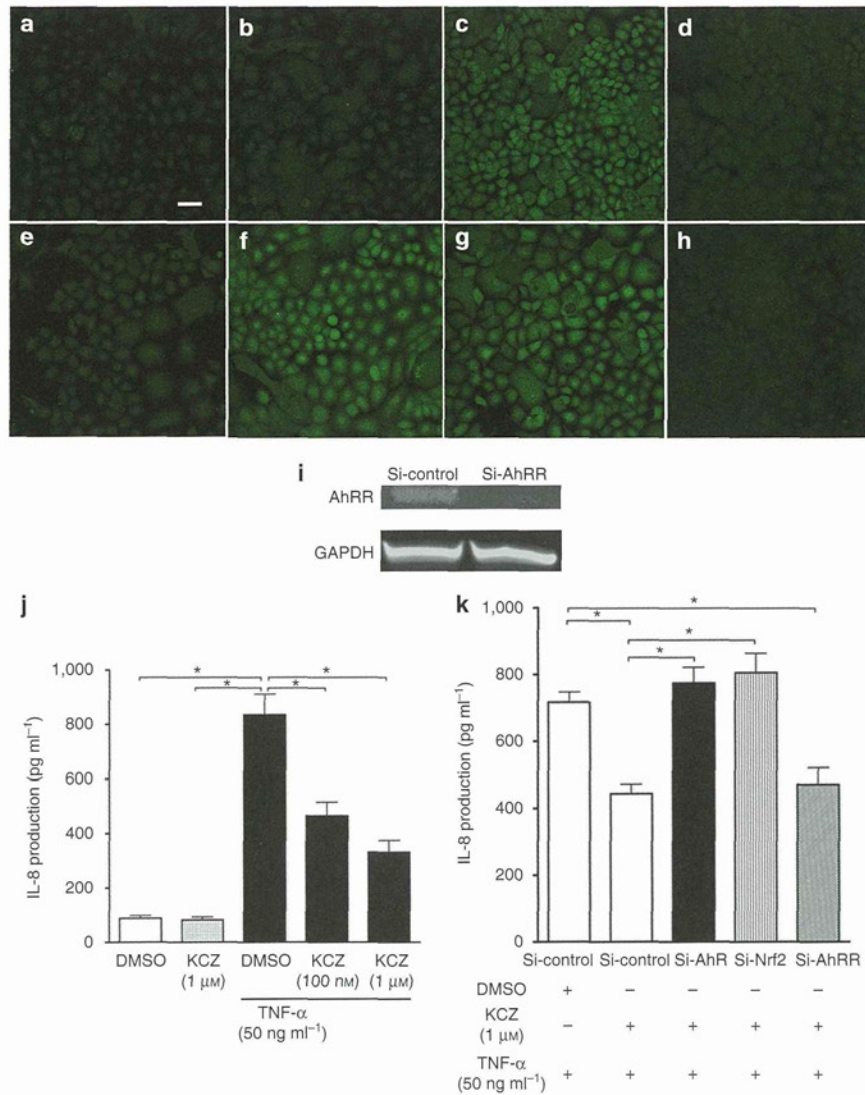 a b c d
e f g h
i
Si-control Si-AhRR
AhRR
GAPDH
j
* *
* *
1,000
800
600
400
200
0
IL-8 production (pg ml⁻¹)
DMSO KCZ DMSO KCZ KCZ
(1 μM) (100 nM) (1 μM)
TNF-α
(50 ng ml⁻¹)
k
*
*
*
*
1,000
800
600
400
200
0
IL-8 production (pg ml⁻¹)
Si-control Si-control Si-AhR Si-Nrf2 Si-AhRR
DMSO + − − − −
KCZ
(1 μM) − + + + +
TNF-α
(50 ng ml⁻¹) + + + + +